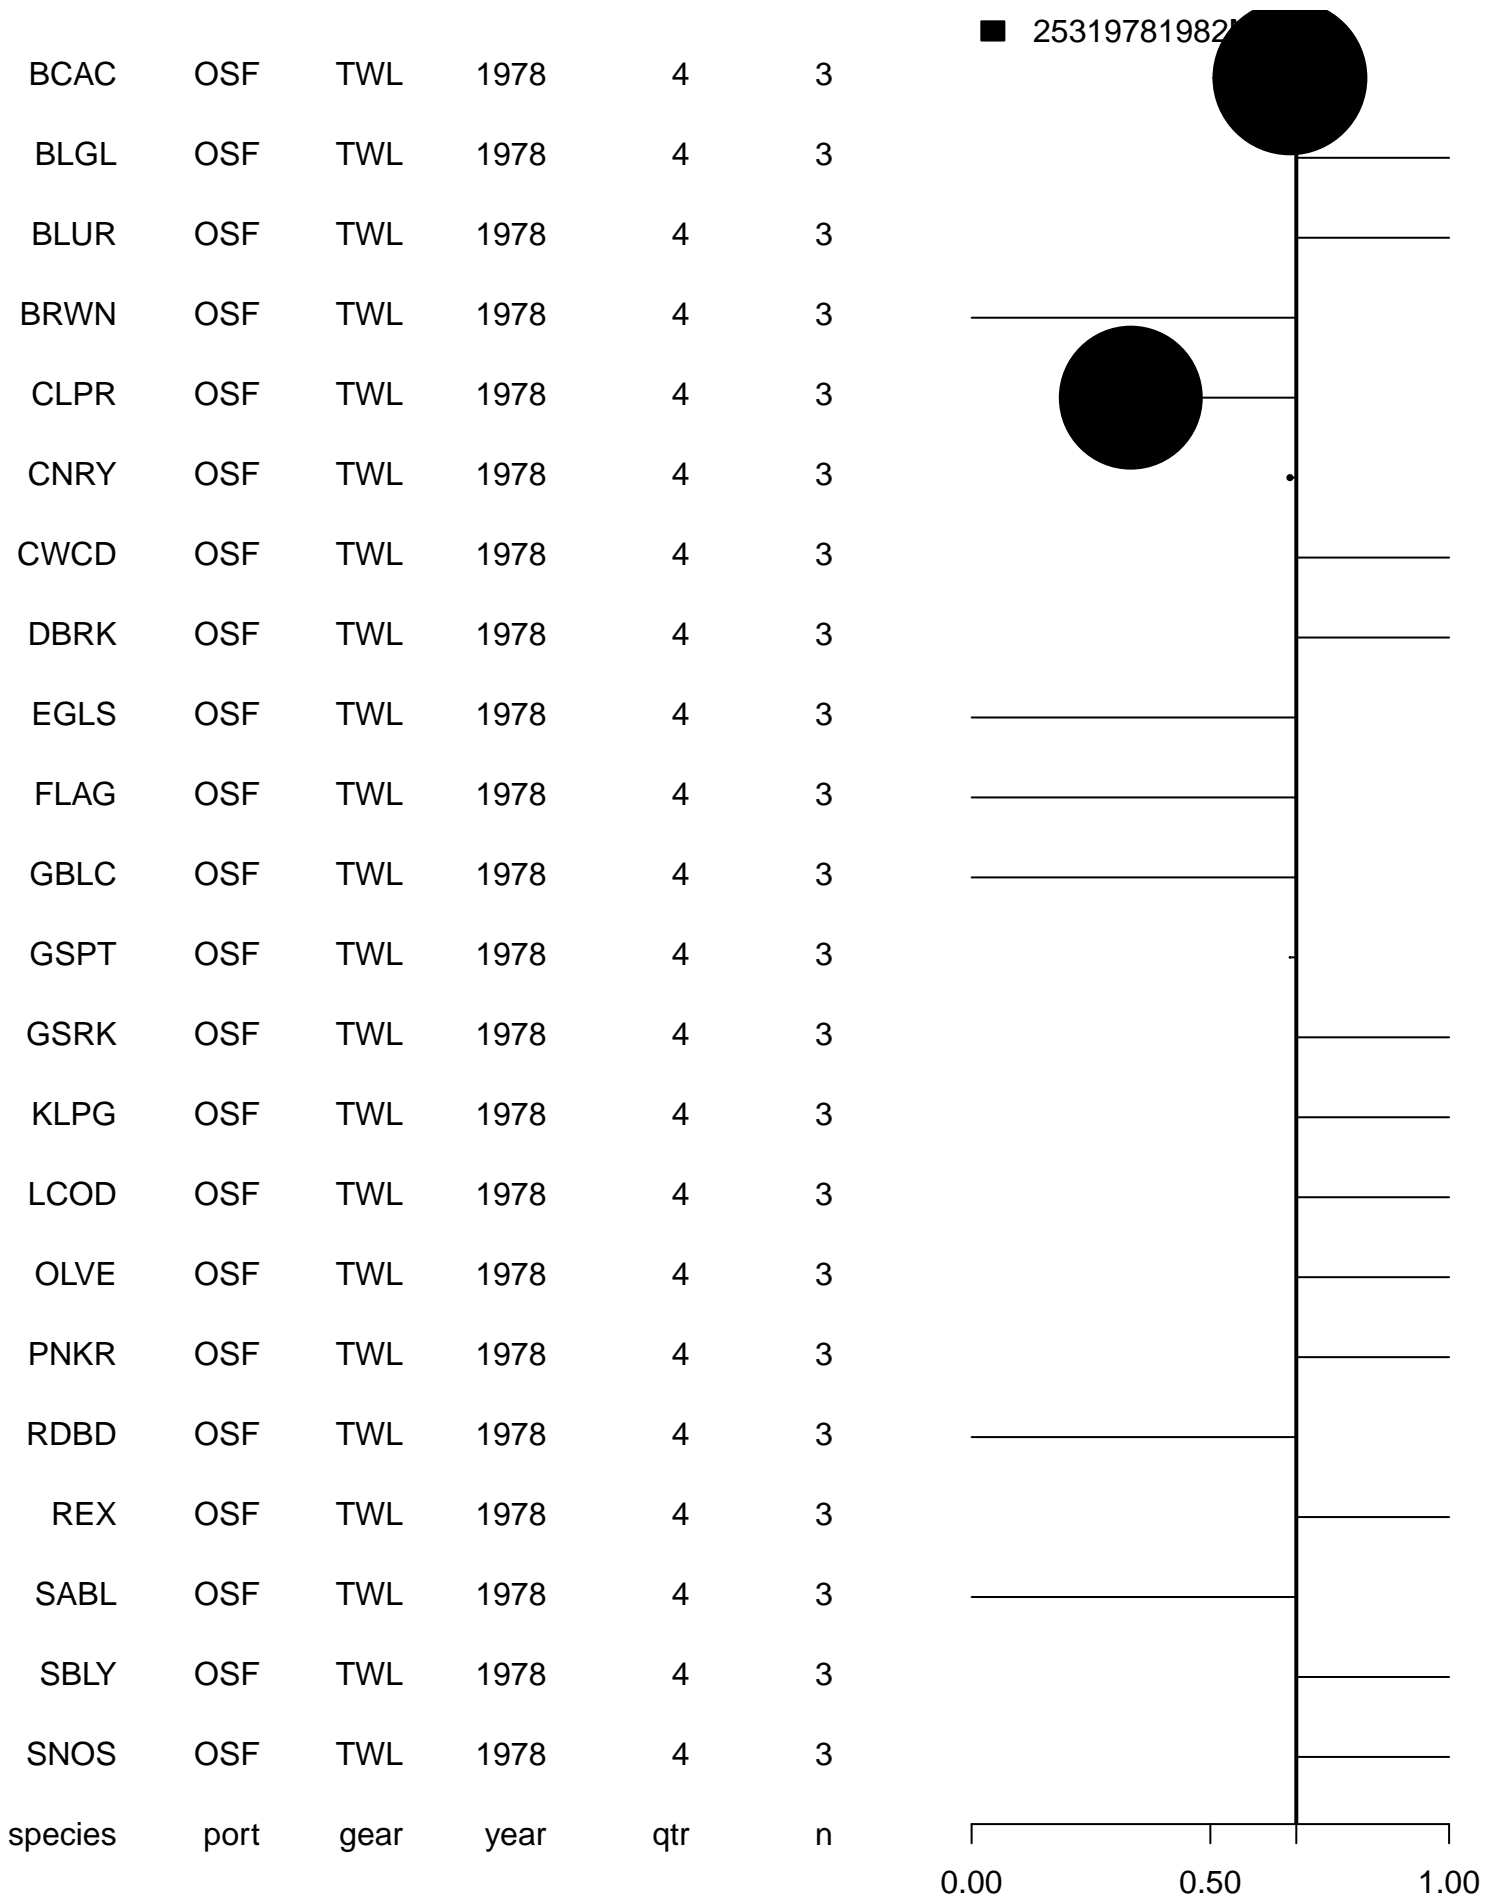 25319781982
BCAC OSF TWL 1978 4 3
BLGL OSF TWL 1978 4 3
BLUR OSF TWL 1978 4 3
BRWN OSF TWL 1978 4 3
CLPR OSF TWL 1978 4 3
CNRY OSF TWL 1978 4 3
CWCD OSF TWL 1978 4 3
DBRK OSF TWL 1978 4 3
EGLS OSF TWL 1978 4 3
FLAG OSF TWL 1978 4 3
GBLC OSF TWL 1978 4 3
GSPT OSF TWL 1978 4 3
GSRK OSF TWL 1978 4 3
KLPG OSF TWL 1978 4 3
LCOD OSF TWL 1978 4 3
OLVE OSF TWL 1978 4 3
PNKR OSF TWL 1978 4 3
RDBD OSF TWL 1978 4 3
REX OSF TWL 1978 4 3
SABL OSF TWL 1978 4 3
SBLY OSF TWL 1978 4 3
SNOS OSF TWL 1978 4 3
species port gear year qtr n
0.00 0.50 1.00